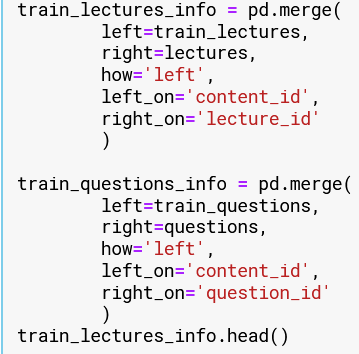 train_lectures_info = pd.merge(
        left=train_lectures,
        right=lectures,
        how='left',
        left_on='content_id',
        right_on='lecture_id'
        )

train_questions_info = pd.merge(
        left=train_questions,
        right=questions,
        how='left',
        left_on='content_id',
        right_on='question_id'
        )
train_lectures_info.head()